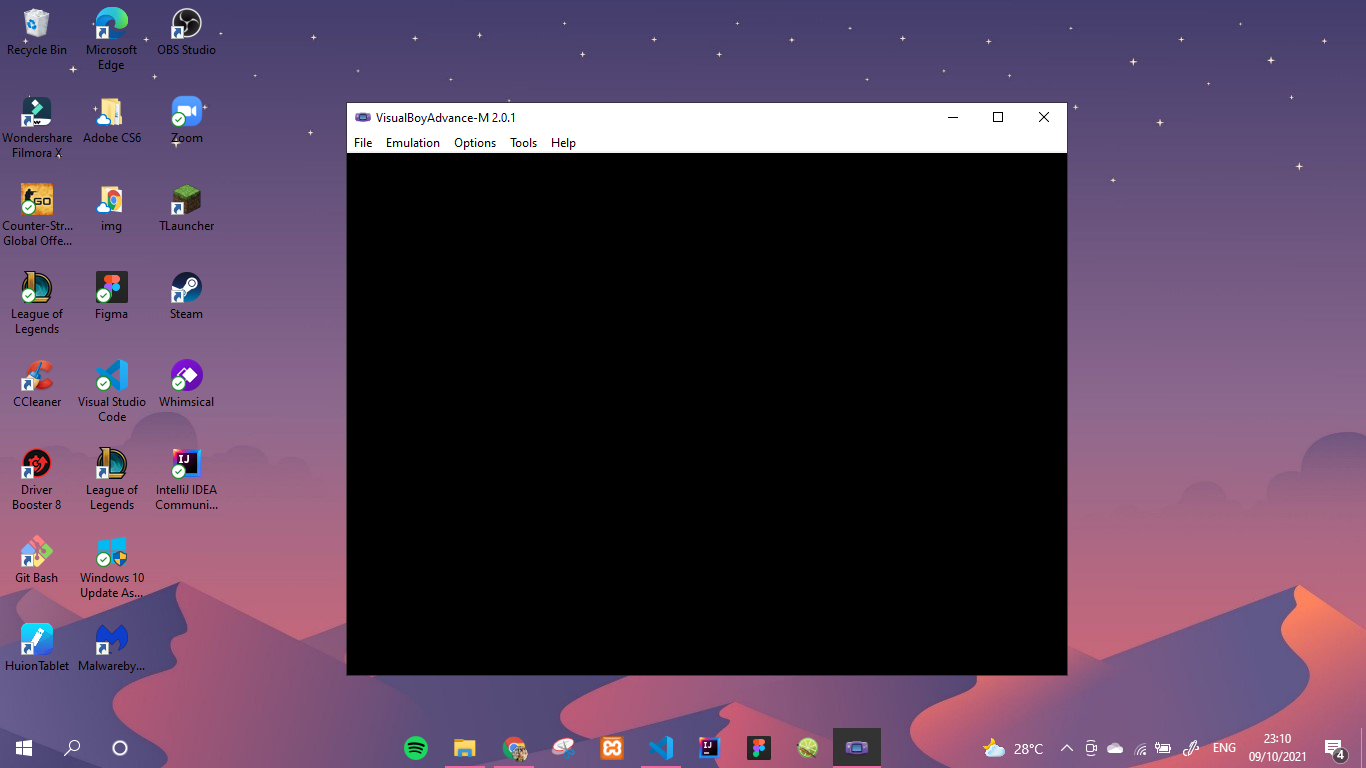 Recycle Bin
Microsoft
Edge
OBS Studio
Wondershare
Filmora X
Adobe CS6
Zoom
Counter-Str...
Global Offe...
img
TLauncher
League of
Legends
Figma
Steam
CCleaner
Visual Studio
Code
Whimsical
Driver
Booster 8
League of
Legends
IntelliJ IDEA
Communi...
Git Bash
Windows 10
Update As...
HuionTablet
Malwareby...
VisualBoyAdvance-M 2.0.1
File Emulation Options Tools Help
GO
IJ
IJ
28°C
ENG
23:10
09/10/2021
4